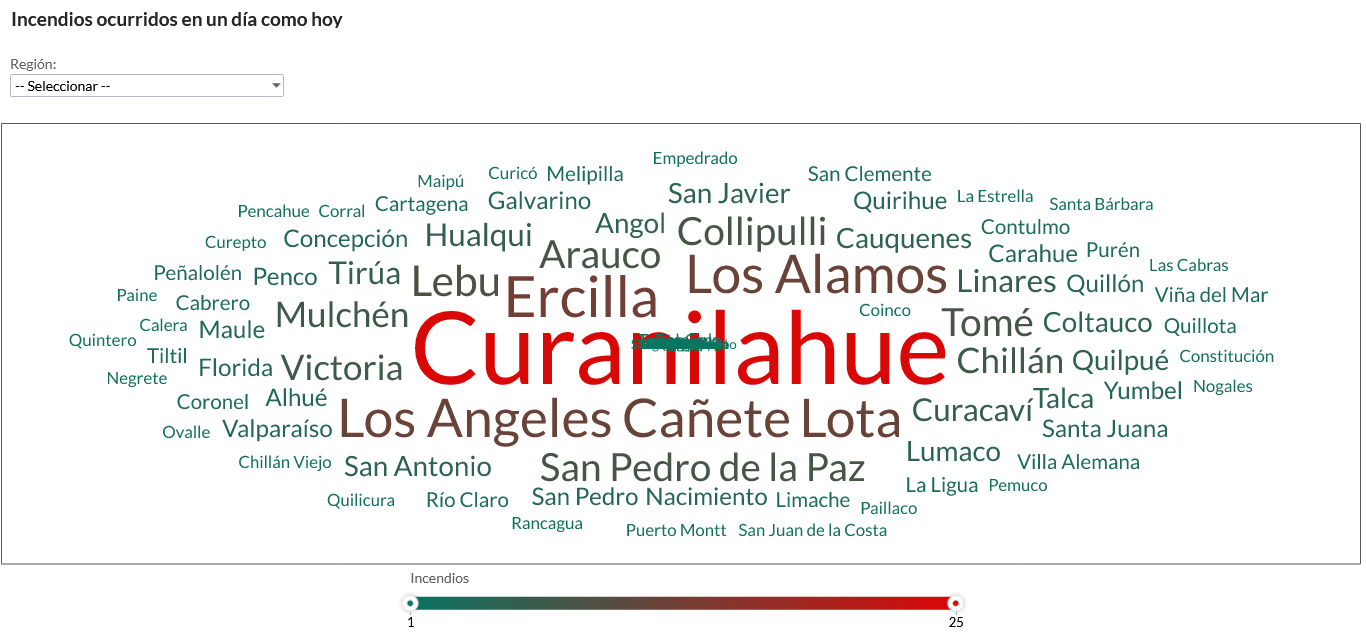 Incendios ocurridos en un día como hoy
Región:
-- Seleccionar --
Empedrado
Maipú Curicó Melipilla San Clemente
Pencahue Corral Cartagena Galvarino San Javier Quirihue La Estrella Santa Bárbara
Curepto Concepción Hualqui Angol Collipulli Cauquenes Contulmo
Peñalolén Penco Tirúa Lebu Arauco Los Alamos Linares Carahue Purén Quillón Las Cabras
Paine Cabrero Mulchén Ercilla Coinco Viña del Mar
Quintero Calera Maule Curanilahue Tomé Coltauco Quillota
Tiltil Florida Victoria Chillán Quilpué Constitución
Negrete Coronel Alhué Talca Yumbel Nogales
Ovalle Valparaíso Los Angeles Cañete Lota Curacaví Santa Juana
Chillán Viejo San Antonio San Pedro de la Paz Lumaco Villa Alemana
Quilicura Río Claro San Pedro Nacimiento Limache La Ligua Pemuco
Rancagua Paillaco
Puerto Montt San Juan de la Costa
Incendios
1 25